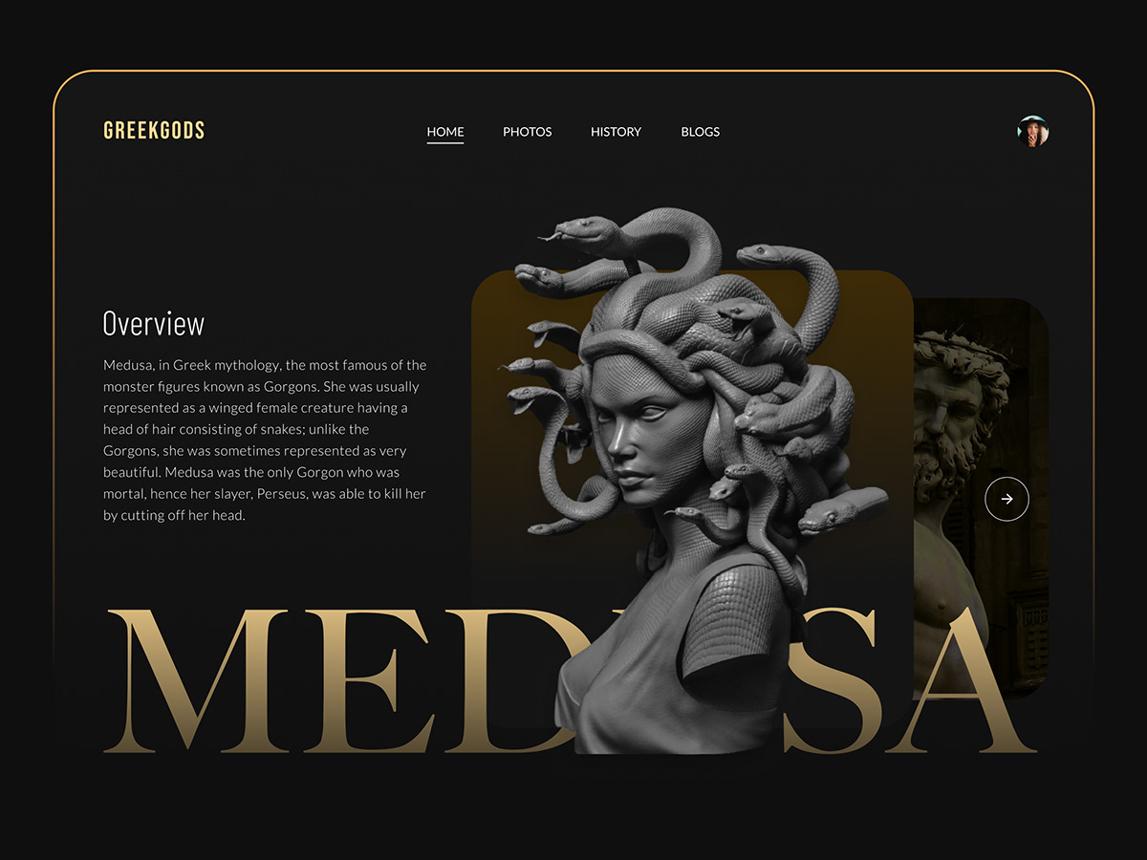 GREEKGODS
HOME PHOTOS HISTORY BLOGS
Overview
Medusa, in Greek mythology, the most famous of the
monster figures known as Gorgons. She was usually
represented as a winged female creature having a
head of hair consisting of snakes; unlike the
Gorgons, she was sometimes represented as very
beautiful. Medusa was the only Gorgon who was
mortal, hence her slayer, Perseus, was able to kill her
by cutting off her head.
MEDUSA